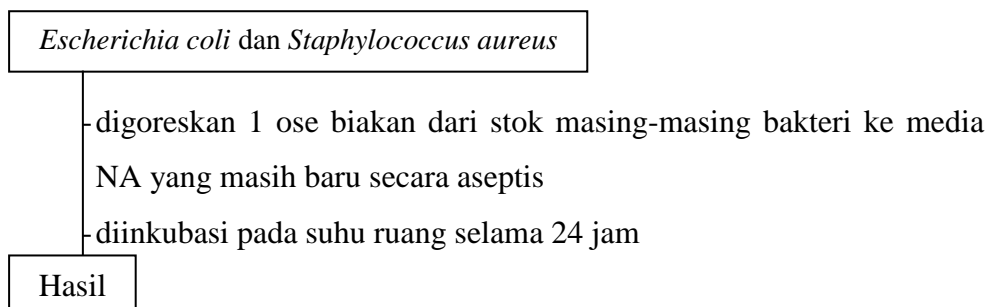 Escherichia coli dan Staphylococcus aureus
-digoreskan 1 ose biakan dari stok masing-masing bakteri ke media
NA yang masih baru secara aseptis
-diinkubasi pada suhu ruang selama 24 jam
Hasil